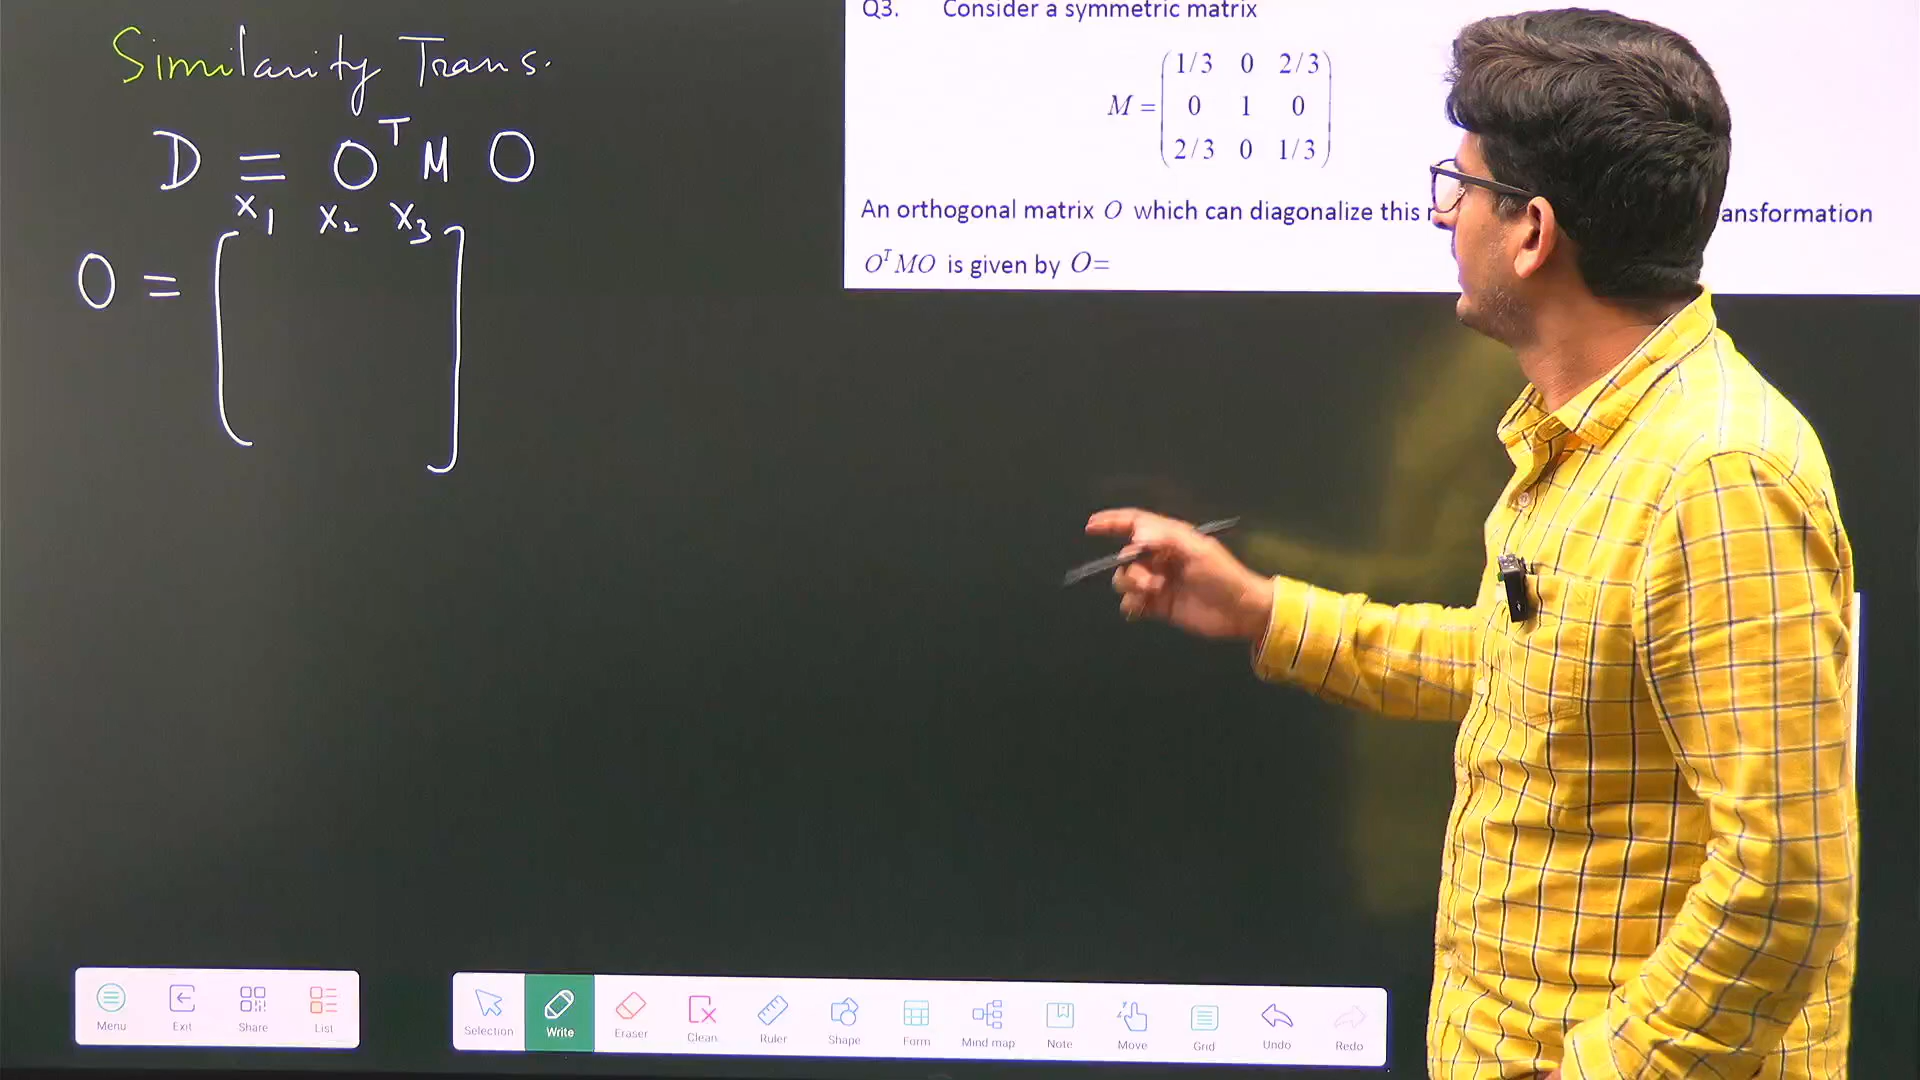 Similarity Trans.
D = Oᵀ M O
X₁ X₂ X₃
O = [ ]
Q3. Consider a symmetric matrix
M = (1/3 0 2/3
0 1 0
2/3 0 1/3)
An orthogonal matrix O which can diagonalize this ansformation
OᵀMO is given by O=
Menu Exit Share List
Selection Write Eraser Clean Ruler Shape Form Mind map Note Move Grid Undo Redo